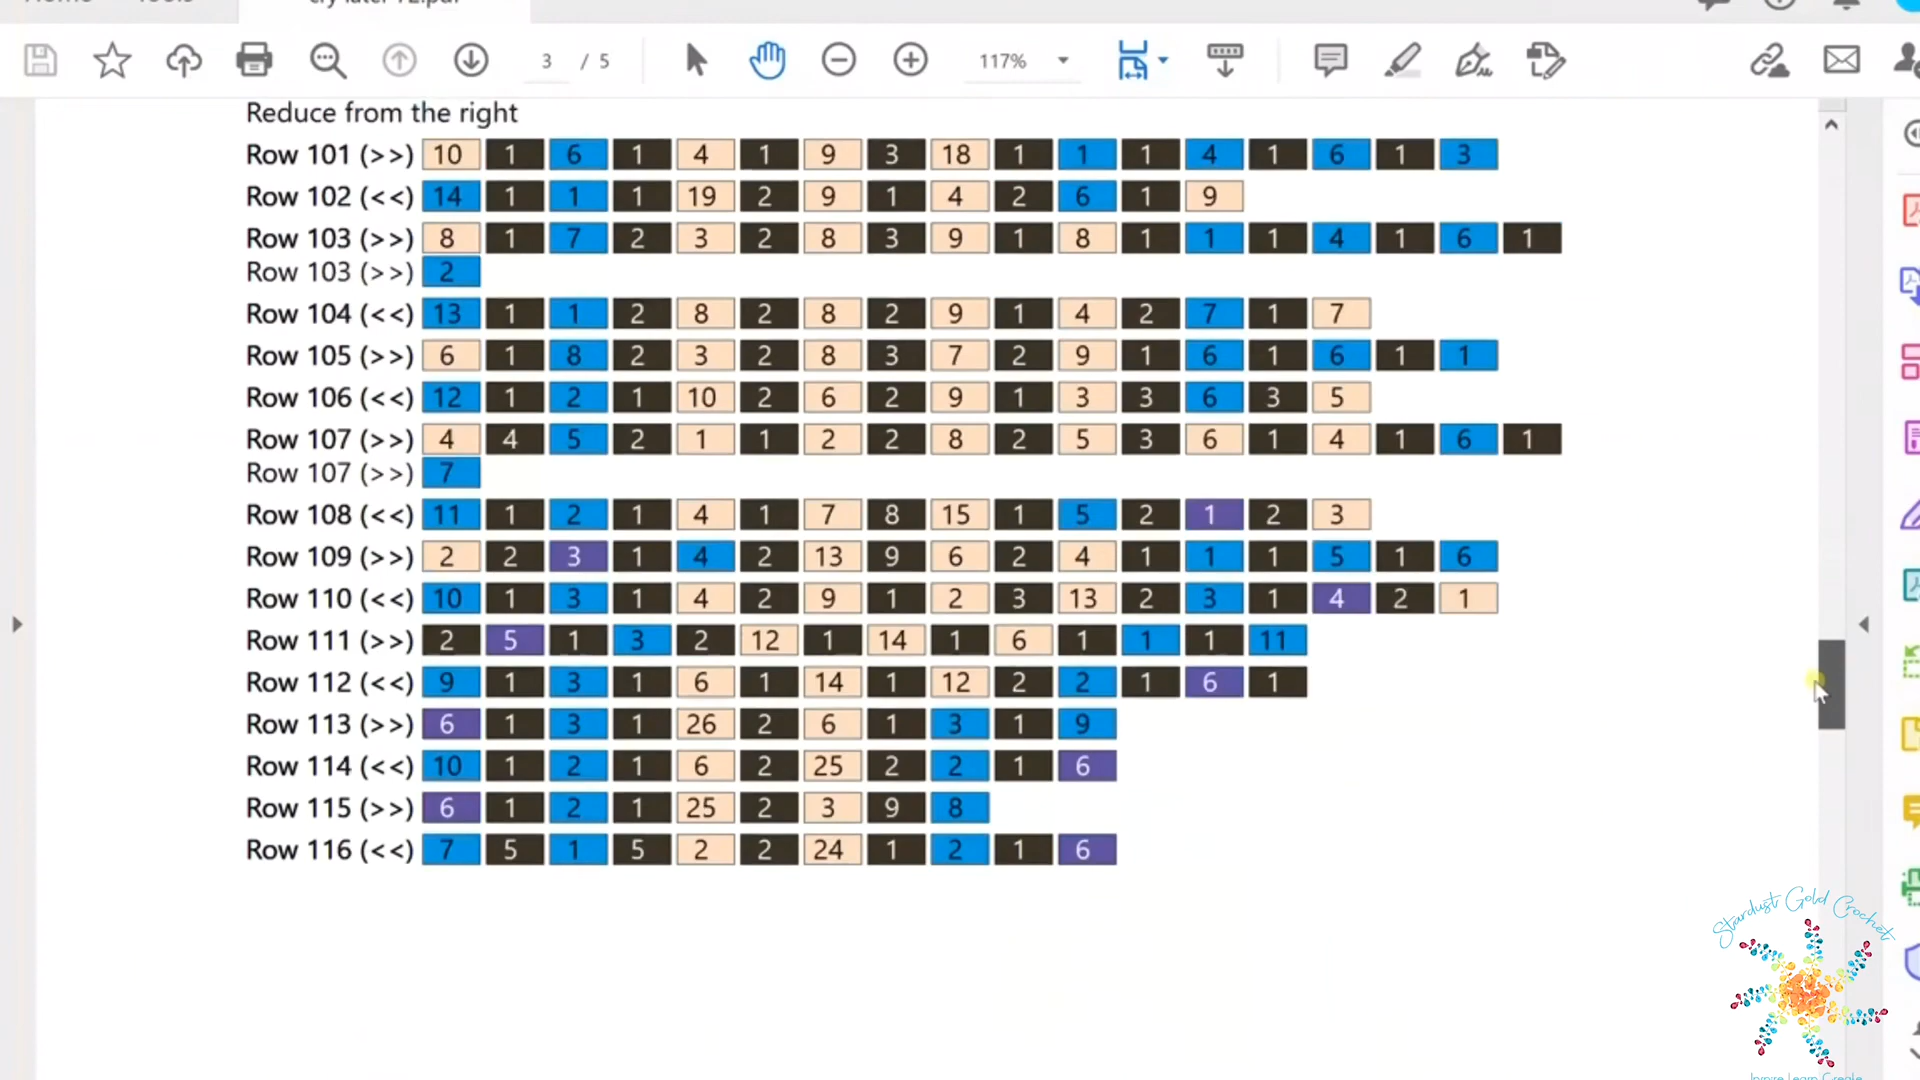 cry later 72.pdf
3 / 5 117%
Reduce from the right
Row 101 (>>) 10 1 6 1 4 1 9 3 18 1 1 1 4 1 6 1 3
Row 102 (<<) 14 1 1 1 19 2 9 1 4 2 6 1 9
Row 103 (>>) 8 1 7 2 3 2 8 3 9 1 8 1 1 1 4 1 6 1
Row 103 (>>) 2
Row 104 (<<) 13 1 1 2 8 2 8 2 9 1 4 2 7 1 7
Row 105 (>>) 6 1 8 2 3 2 8 3 7 2 9 1 6 1 6 1 1
Row 106 (<<) 12 1 2 1 10 2 6 2 9 1 3 3 6 3 5
Row 107 (>>) 4 4 5 2 1 1 2 2 8 2 5 3 6 1 4 1 6 1
Row 107 (>>) 7
Row 108 (<<) 11 1 2 1 4 1 7 8 15 1 5 2 1 2 3
Row 109 (>>) 2 2 3 1 4 2 13 9 6 2 4 1 1 1 5 1 6
Row 110 (<<) 10 1 3 1 4 2 9 1 2 3 13 2 3 1 4 2 1
Row 111 (>>) 2 5 1 3 2 12 1 14 1 6 1 1 1 11
Row 112 (<<) 9 1 3 1 6 1 14 1 12 2 2 1 6 1
Row 113 (>>) 6 1 3 1 26 2 6 1 3 1 9
Row 114 (<<) 10 1 2 1 6 2 25 2 2 1 6
Row 115 (>>) 6 1 2 1 25 2 3 9 8
Row 116 (<<) 7 5 1 5 2 2 24 1 2 1 6
Stardust Gold Crochet
Inspire Learn Create